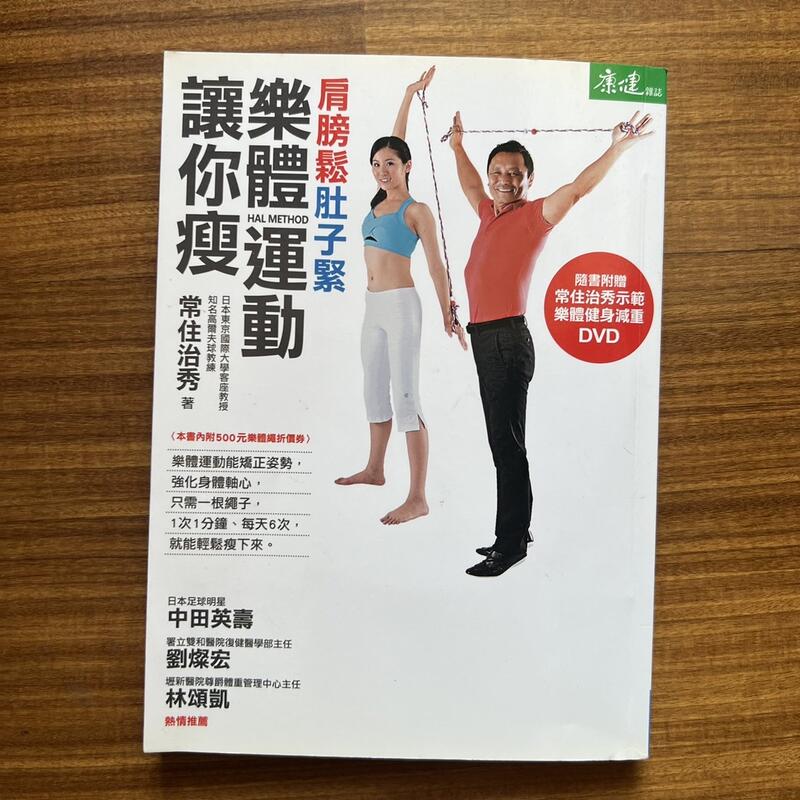 康健雜誌
肩膀鬆肚子緊
樂體運動
HAL METHOD
讓你瘦
日本東京國際大學客座教授
知名高爾夫球教練
常住治秀 著
隨書附贈
常住治秀示範
樂體健身減重
DVD
〈本書內附500元樂體繩折價券〉
樂體運動能矯正姿勢，
強化身體軸心，
只需一根繩子，
1次1分鐘、每天6次，
就能輕鬆瘦下來。
日本足球明星
中田英壽
署立雙和醫院復健醫學部主任
劉燦宏
壢新醫院尊爵體重管理中心主任
林頌凱
熱情推薦